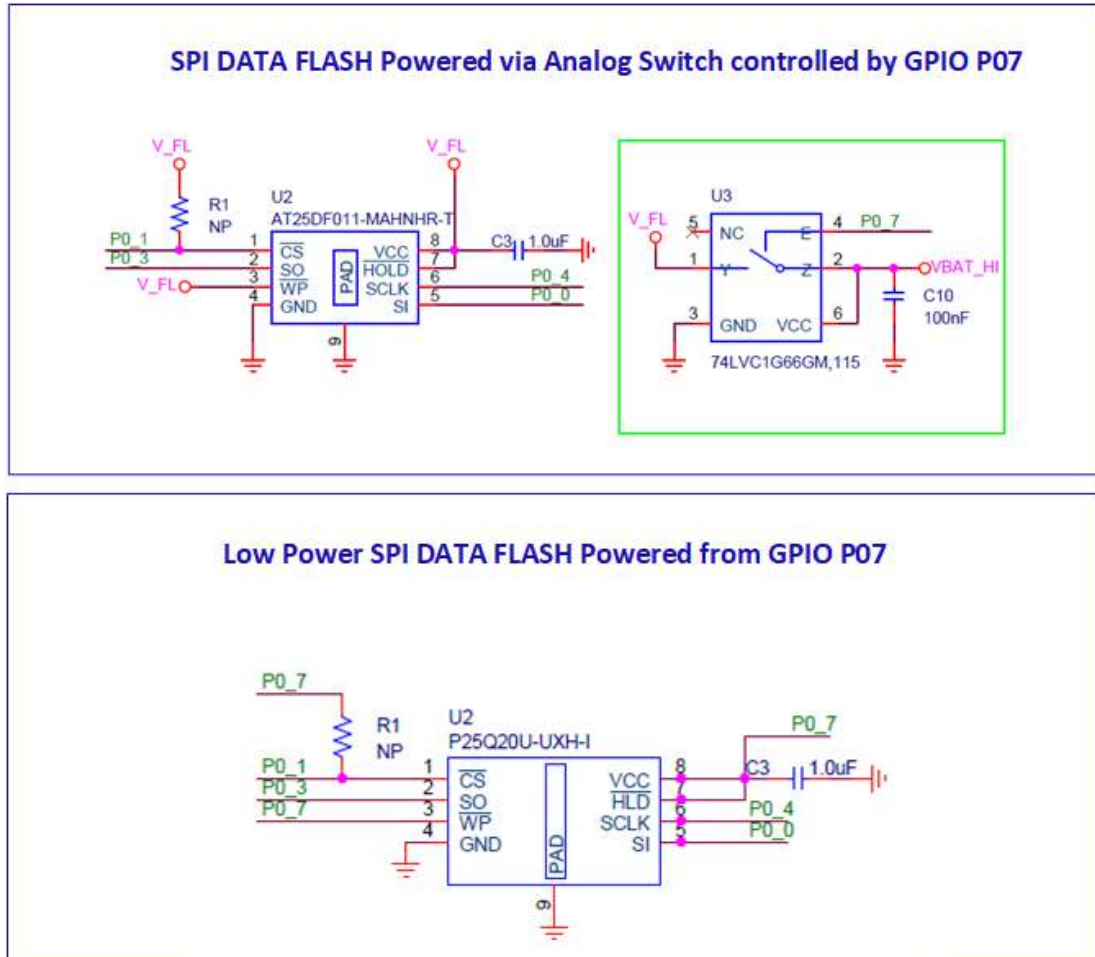 SPI DATA FLASH Powered via Analog Switch controlled by GPIO P07
V_FL
V_FL
R1
NP
U2
AT25DF011-MAHNHR-T
P0_1
P0_3
V_FL
1
2
3
4
CS
SO
WP
GND
PAD
VCC
HOLD
SCLK
SI
8
7
6
5
9
C3
1.0uF
P0_4
P0_0
U3
V_FL
5
NC
E
4
P0_7
1
Y
Z
2
VBAT_HI
3
GND
VCC
6
C10
100nF
74LVC1G66GM,115
Low Power SPI DATA FLASH Powered from GPIO P07
P0_7
R1
NP
U2
P25Q20U-UXH-I
P0_1
P0_3
P0_7
1
2
3
4
CS
SO
WP
GND
PAD
VCC
HLD
SCLK
SI
8
7
6
5
9
P0_7
C3
1.0uF
P0_4
P0_0